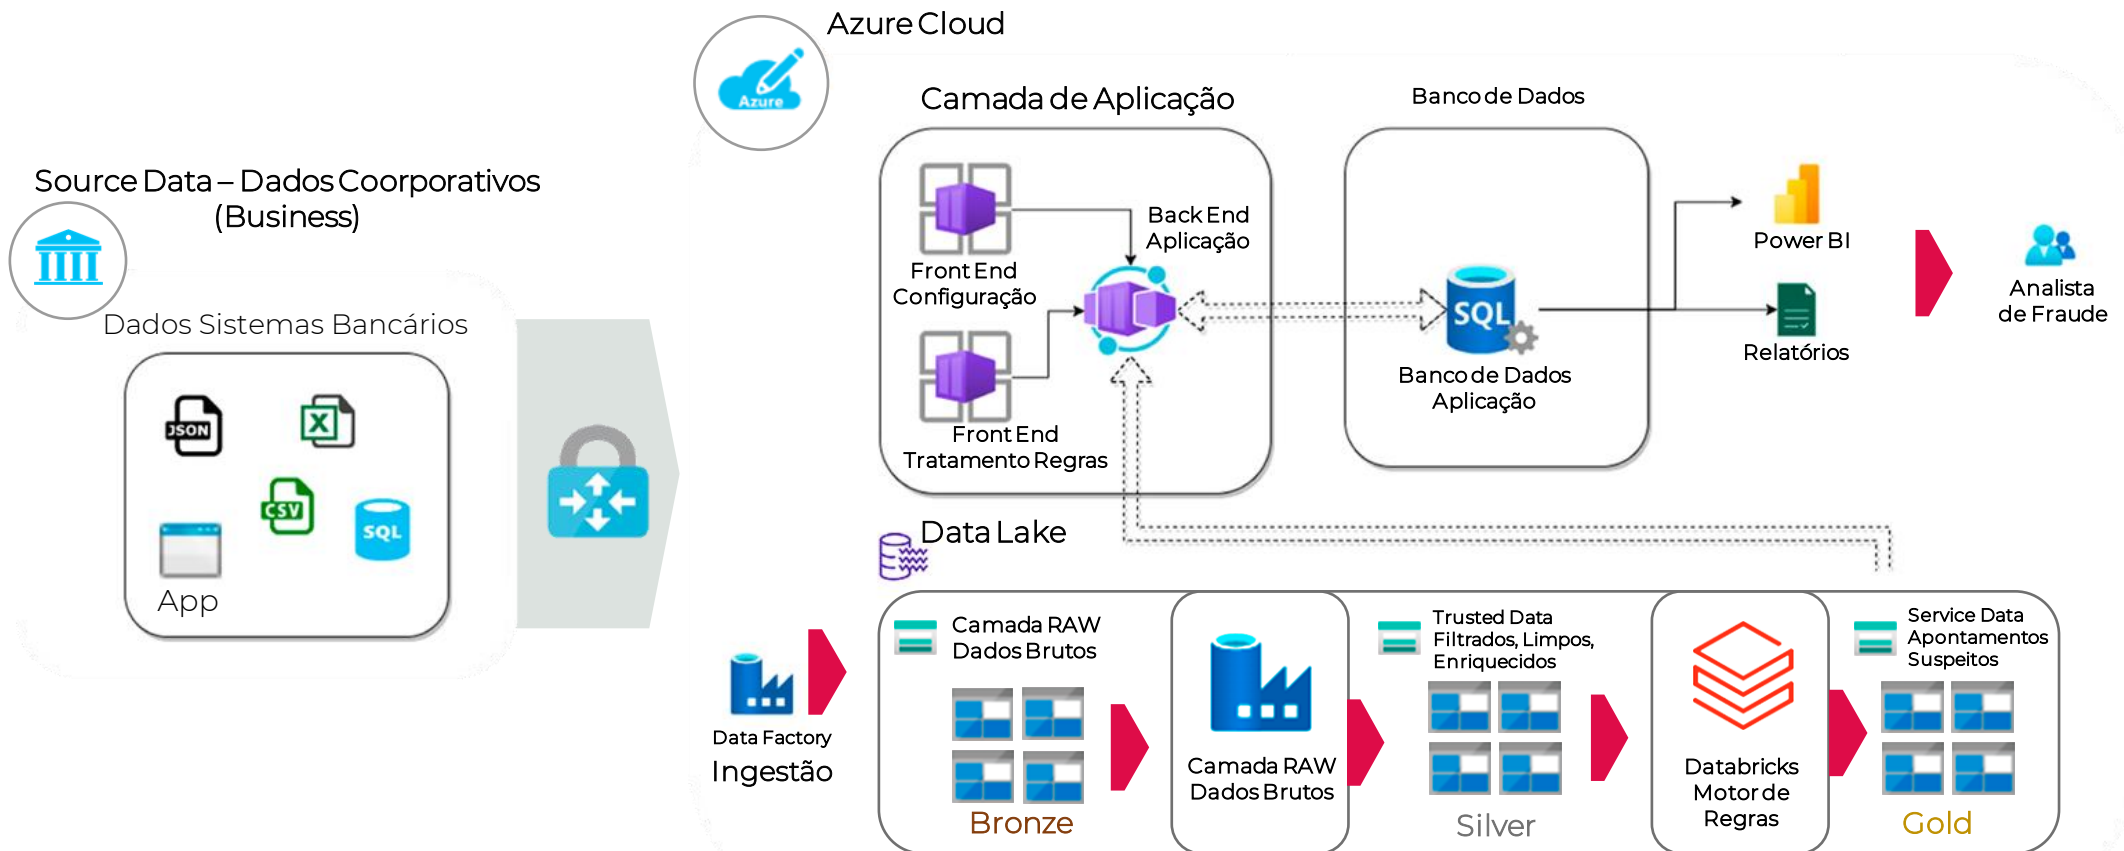 Azure Cloud
Azure
Camada de Aplicação
Banco de Dados
Source Data – Dados Coorporativos
(Business)
Dados Sistemas Bancários
JSON
X
CSV
SQL
App
Front End
Configuração
Back End
Aplicação
Front End
Tratamento Regras
SQL
Banco de Dados
Aplicação
Power BI
Relatórios
Analista
de Fraude
Data Lake
Data Factory
Ingestão
Camada RAW
Dados Brutos
Bronze
Camada RAW
Dados Brutos
Trusted Data
Filtrados, Limpos,
Enriquecidos
Silver
Databricks
Motor de
Regras
Service Data
Apontamentos
Suspeitos
Gold